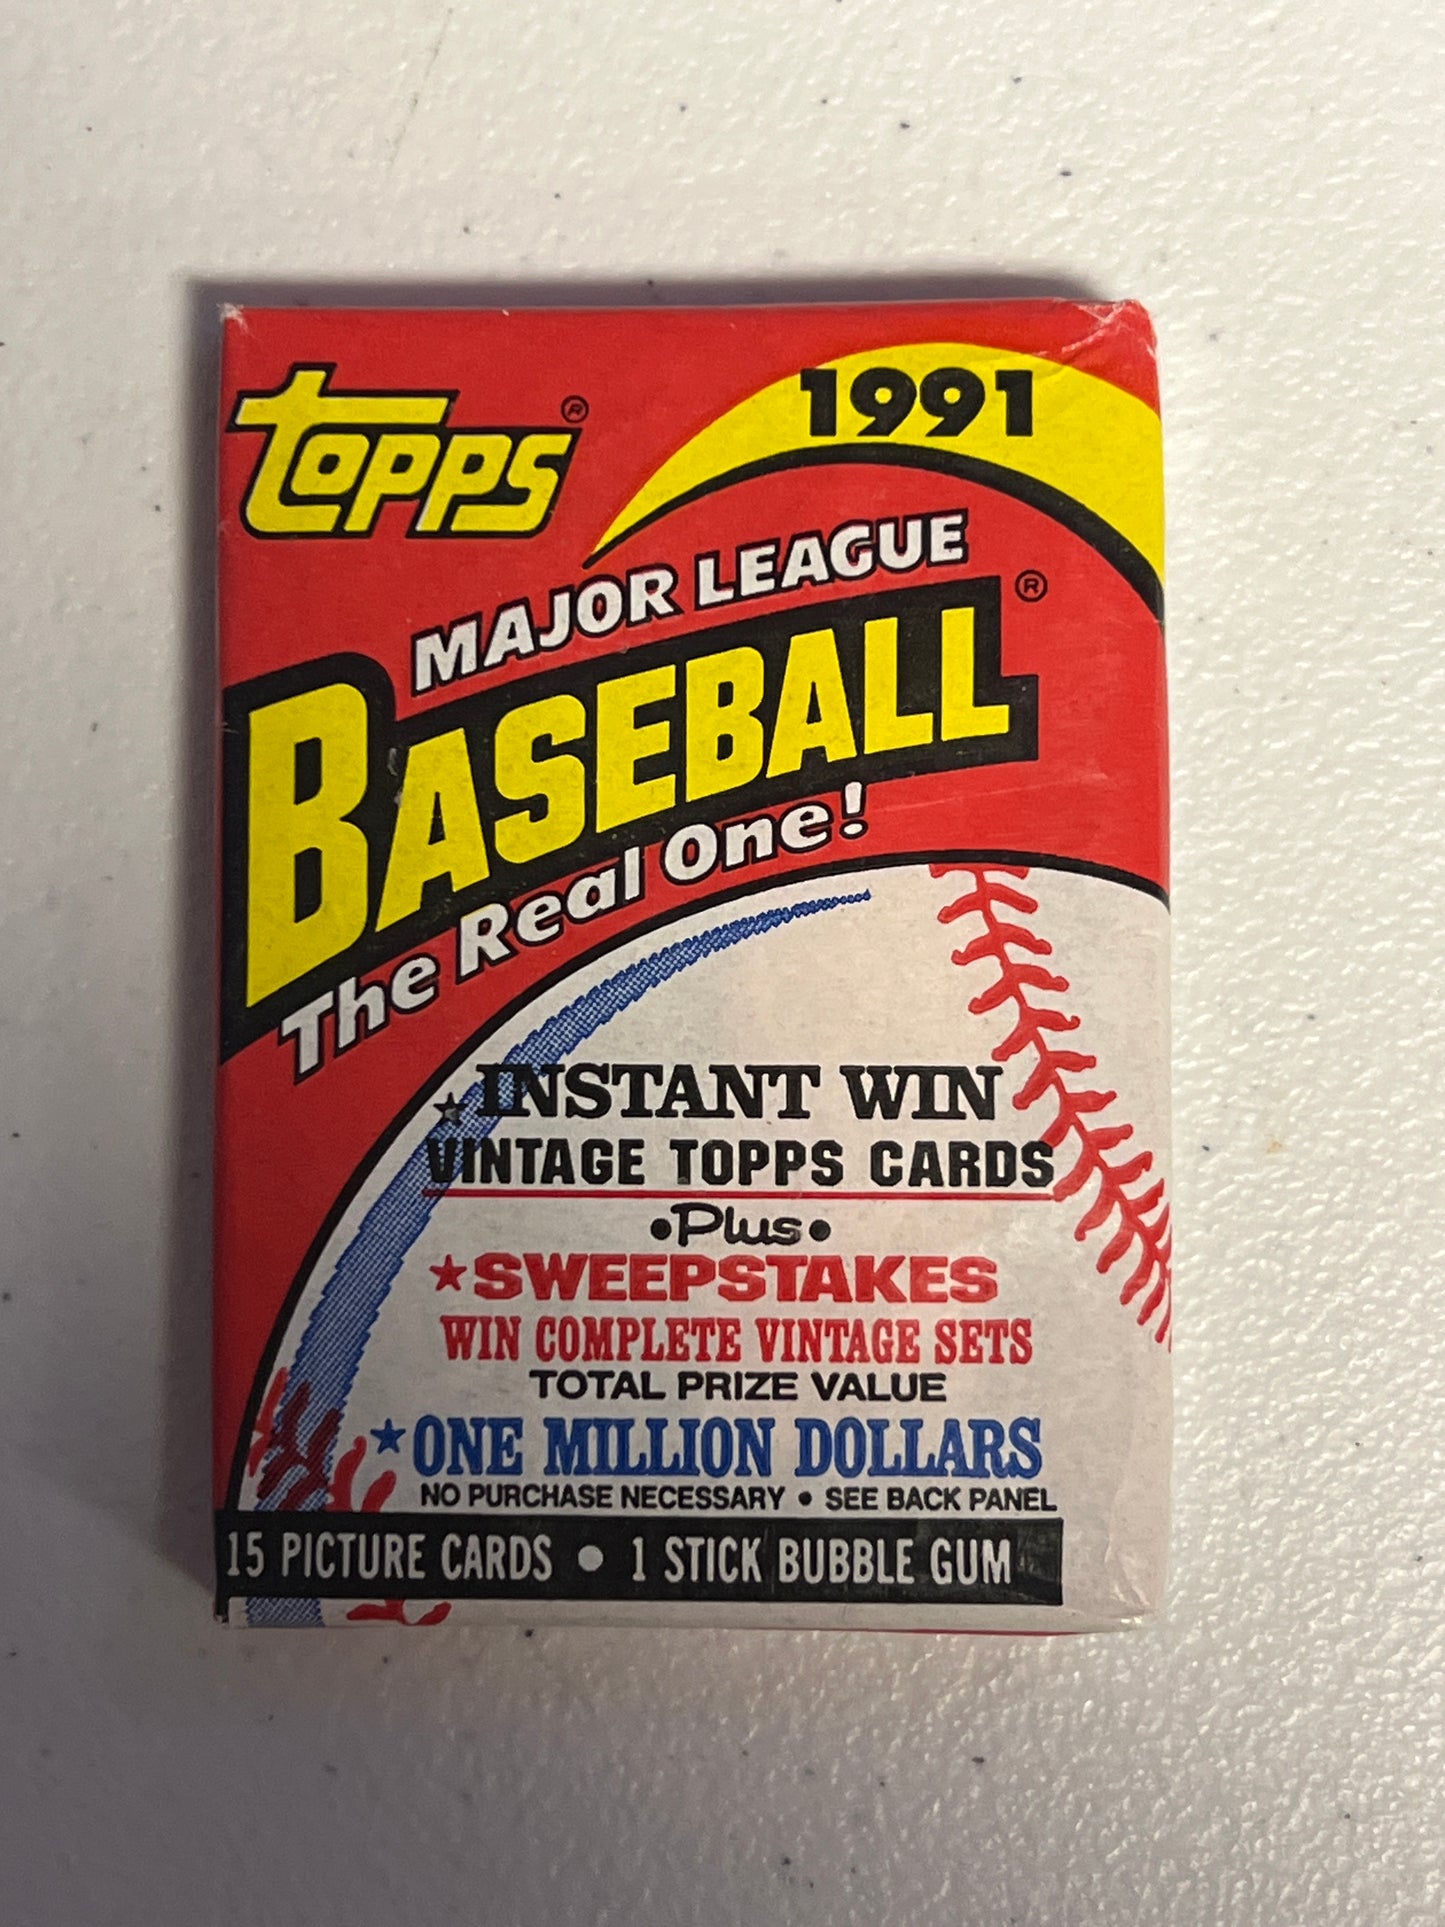 TOPPS®
1991
MAJOR LEAGUE
BASEBALL®
The Real One!
★INSTANT WIN
VINTAGE TOPPS CARDS
•Plus•
★SWEEPSTAKES
WIN COMPLETE VINTAGE SETS
TOTAL PRIZE VALUE
★ONE MILLION DOLLARS
NO PURCHASE NECESSARY • SEE BACK PANEL
15 PICTURE CARDS • 1 STICK BUBBLE GUM